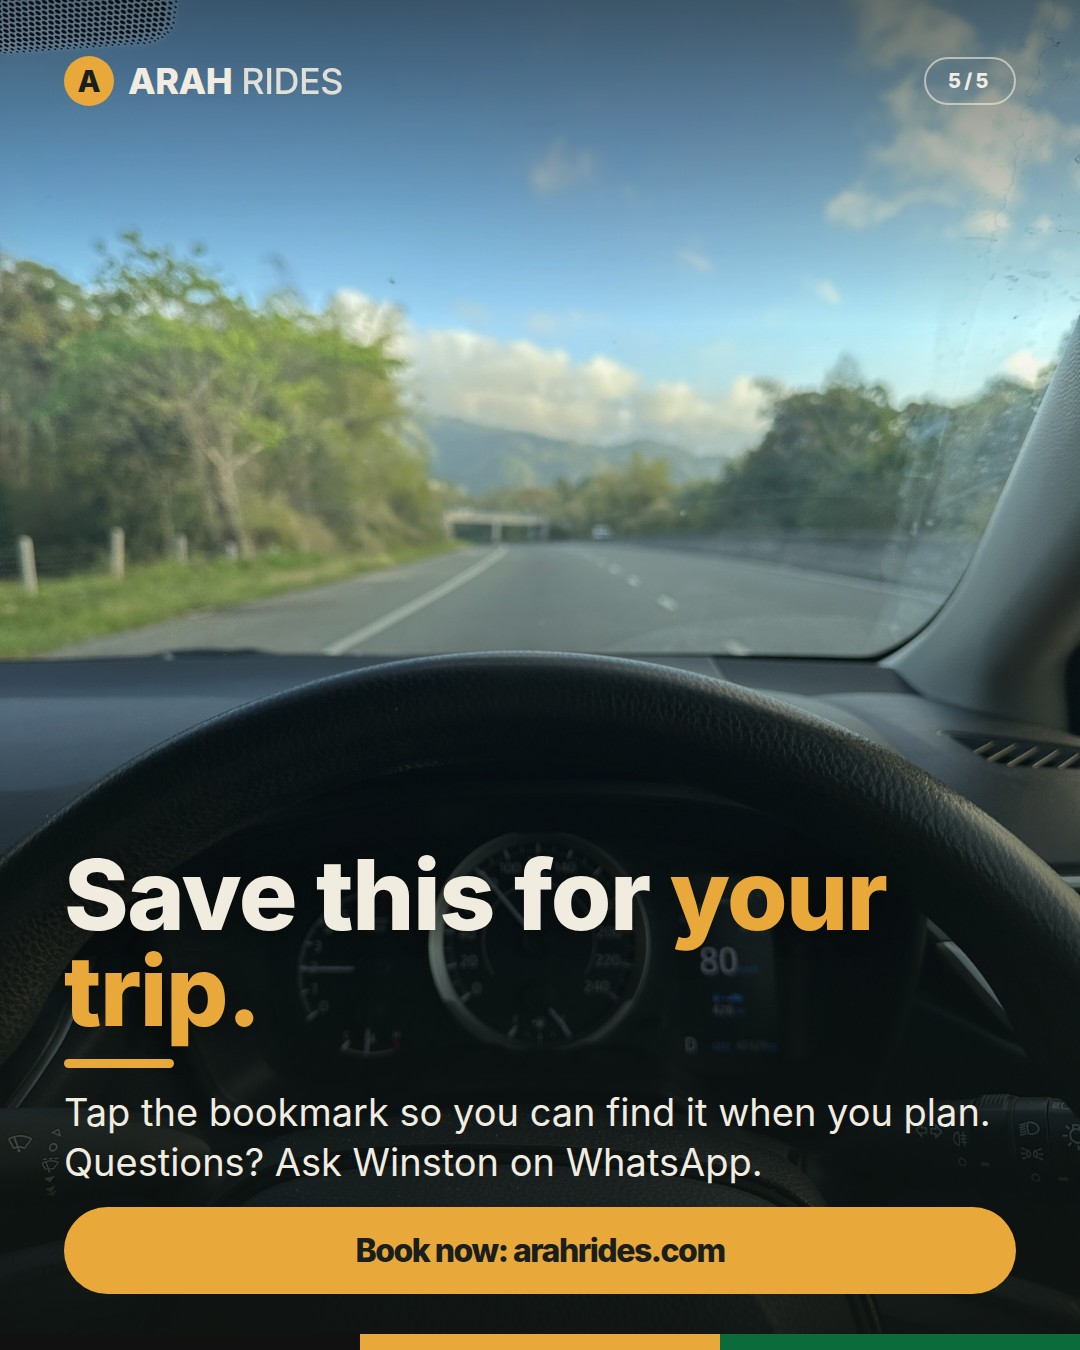 A ARAH RIDES
5/5
Save this for your
80
trip.
D
Tap the bookmark so you can find it when you plan.
Questions? Ask Winston on WhatsApp.
Book now: arahrides.com